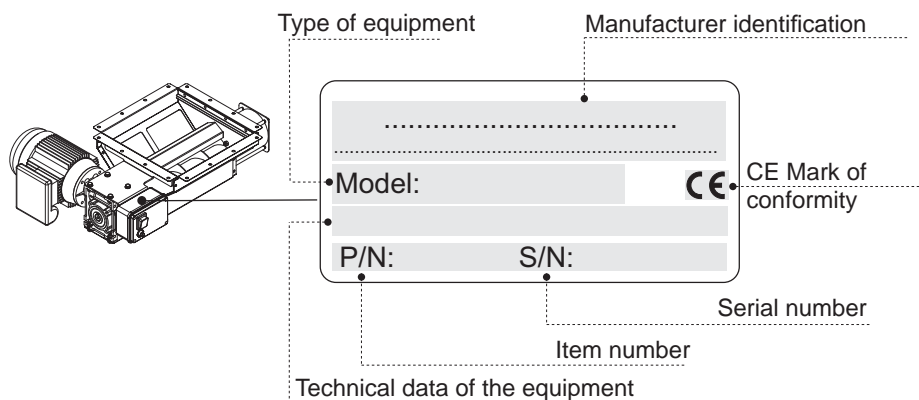 Type of equipment
Manufacturer identification
Model:
CE
CE Mark of
conformity
P/N:
S/N:
Serial number
Item number
Technical data of the equipment